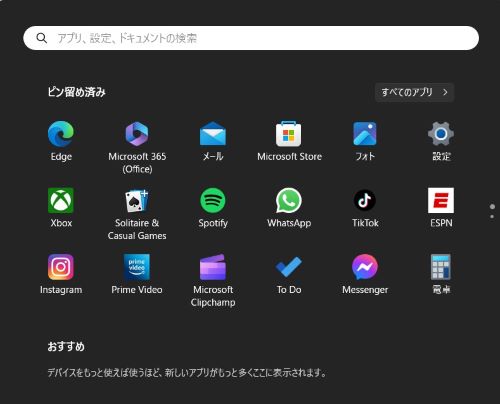 アプリ、設定、ドキュメントの検索
ピン留め済み
すべてのアプリ
Edge
Microsoft 365
(Office)
メール
Microsoft Store
フォト
設定
Xbox
Solitaire &
Casual Games
Spotify
WhatsApp
TikTok
ESPN
Instagram
prime
video
Prime Video
Microsoft
Clipchamp
To Do
Messenger
電卓
おすすめ
デバイスをもっと使えば使うほど、新しいアプリがもっと多くここに表示されます。